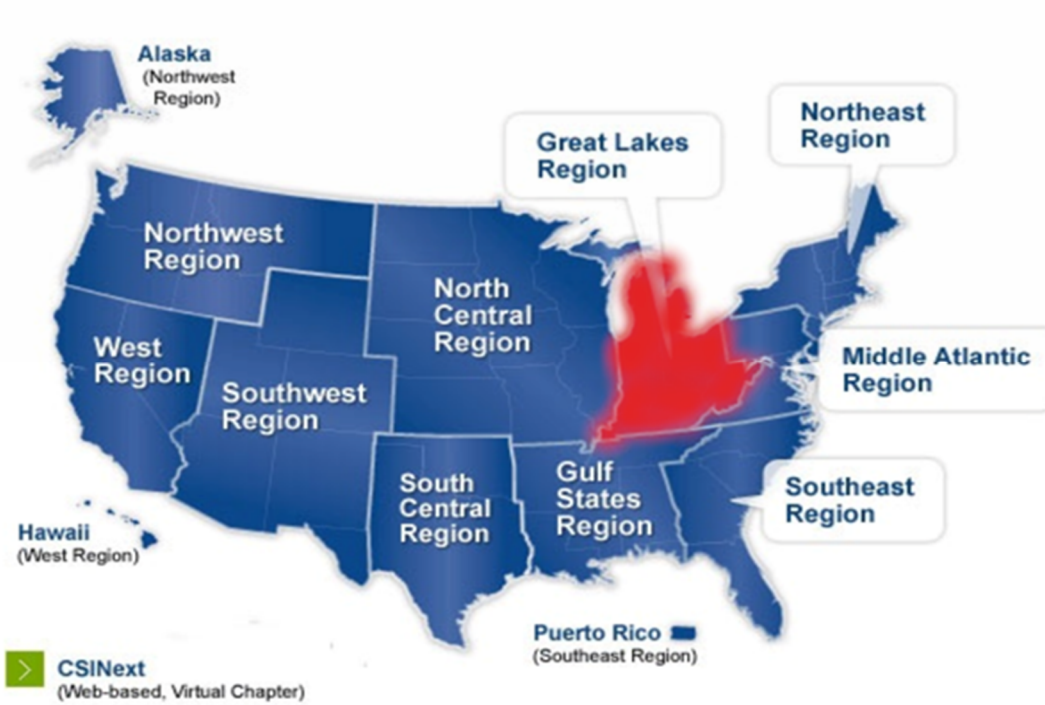 Alaska
(Northwest
Region)
Northeast
Region
Great Lakes
Region
Northwest
Region
North
Central
Region
West
Region
Middle Atlantic
Region
Southwest
Region
South
Central
Region
Gulf
States
Region
Southeast
Region
Hawaii
(West Region)
Puerto Rico
(Southeast Region)
CSINext
(Web-based, Virtual Chapter)